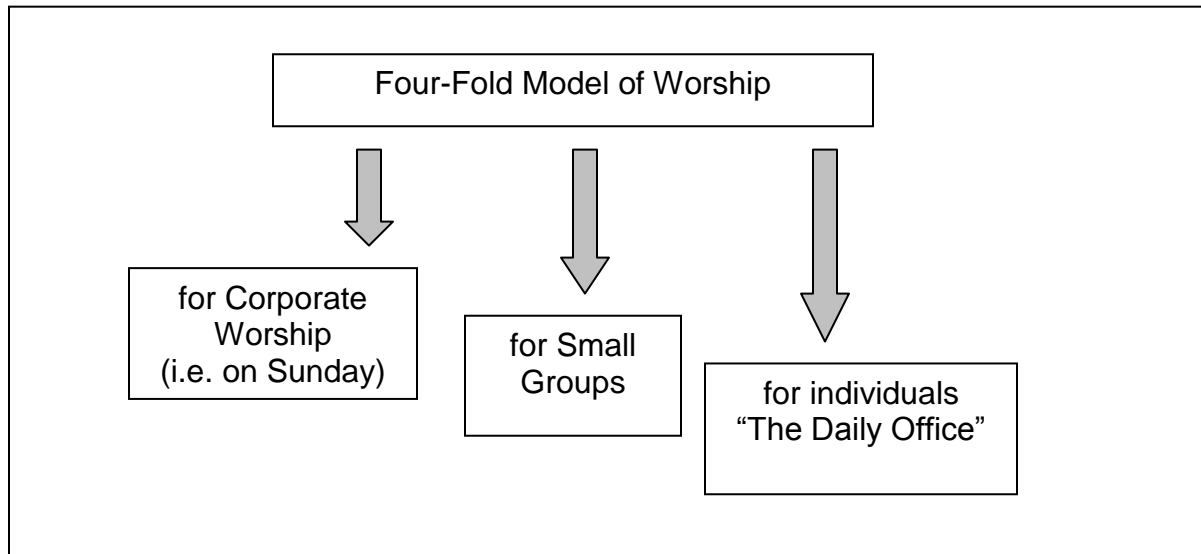 Four-Fold Model of Worship
for Corporate
Worship
(i.e. on Sunday)
for Small
Groups
for individuals
“The Daily Office”